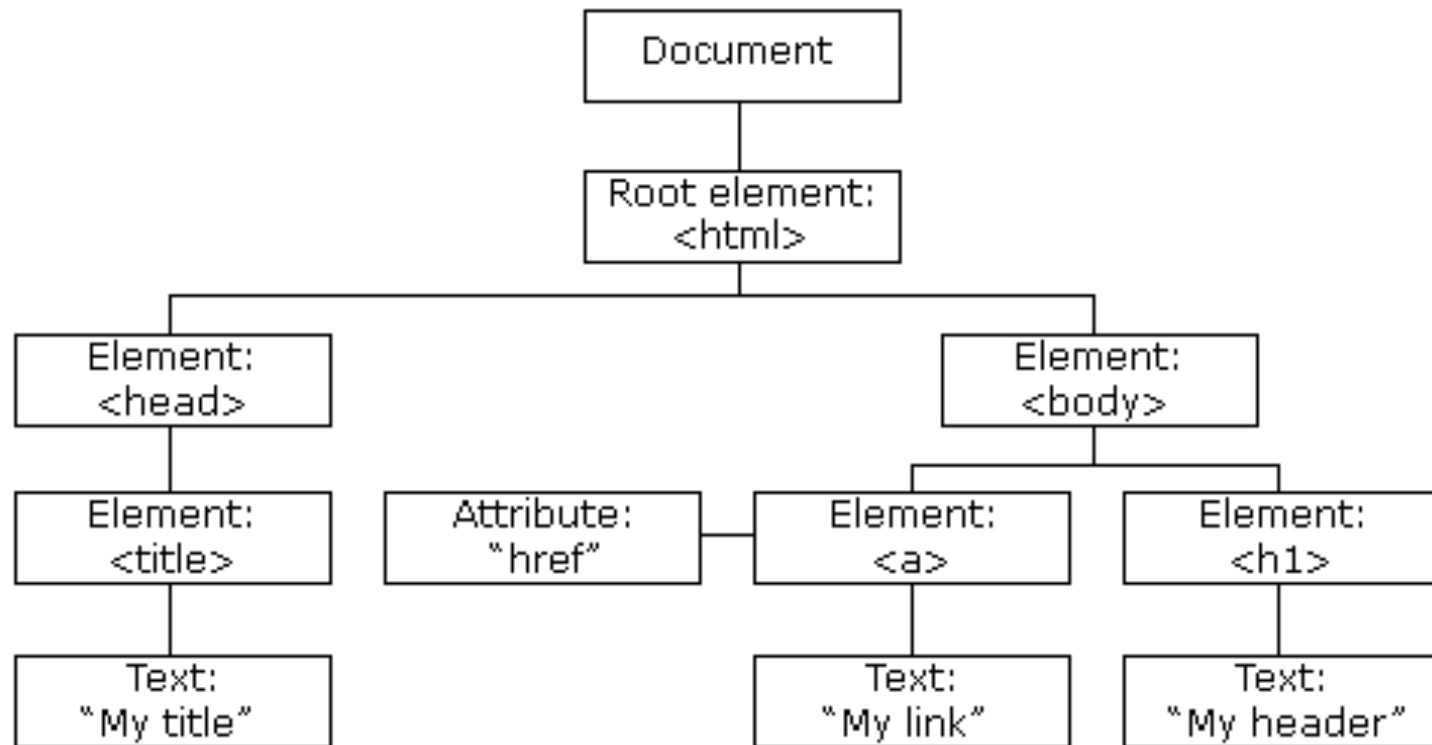 Document
Root element:
<html>
Element:
<head>
Element:
<body>
Element:
<title>
Attribute:
“href”
Element:
<a>
Element:
<h1>
Text:
“My title”
Text:
“My link”
Text:
“My header”